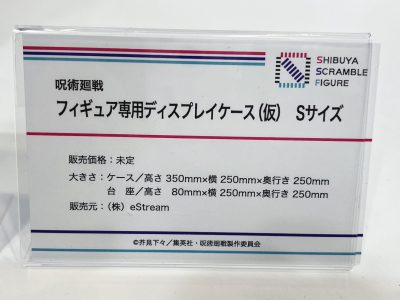 SHIBUYA
SCRAMBLE
FIGURE
呪術廻戦
フィギュア専用ディスプレイケース(仮) Sサイズ
販売価格:未定
大きさ:ケース/高さ 350mm×横 250mm×奥行き 250mm
台 座/高さ 80mm×横 250mm×奥行き 250mm
販売元:(株) eStream
©芥見下々/集英社・呪術廻戦製作委員会